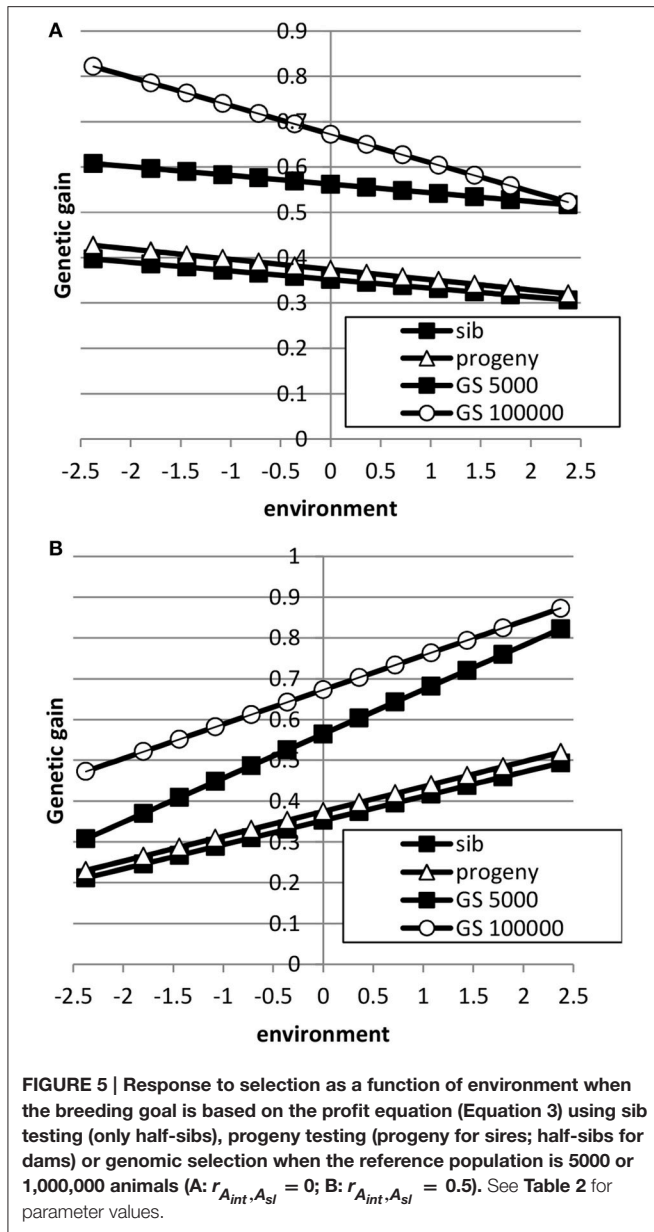 A
0.9
0.8
0.7
0.6
0.5
0.4
0.3
0.2
0.1
0
Genetic gain
sib
progeny
GS 5000
GS 100000
-2.5 -2 -1.5 -1 -0.5 0 0.5 1 1.5 2 2.5
environment
B
1
0.9
0.8
0.7
0.6
0.5
0.4
0.3
0.2
0.1
0
Genetic gain
sib
progeny
GS 5000
GS 100000
-2.5 -2 -1.5 -1 -0.5 0 0.5 1 1.5 2 2.5
environment
FIGURE 5 | Response to selection as a function of environment when
the breeding goal is based on the profit equation (Equation 3) using sib
testing (only half-sibs), progeny testing (progeny for sires; half-sibs for
dams) or genomic selection when the reference population is 5000 or
1,000,000 animals (A: r_{A_{int},A_{sl}} = 0; B: r_{A_{int},A_{sl}} = 0.5). See Table 2 for
parameter values.